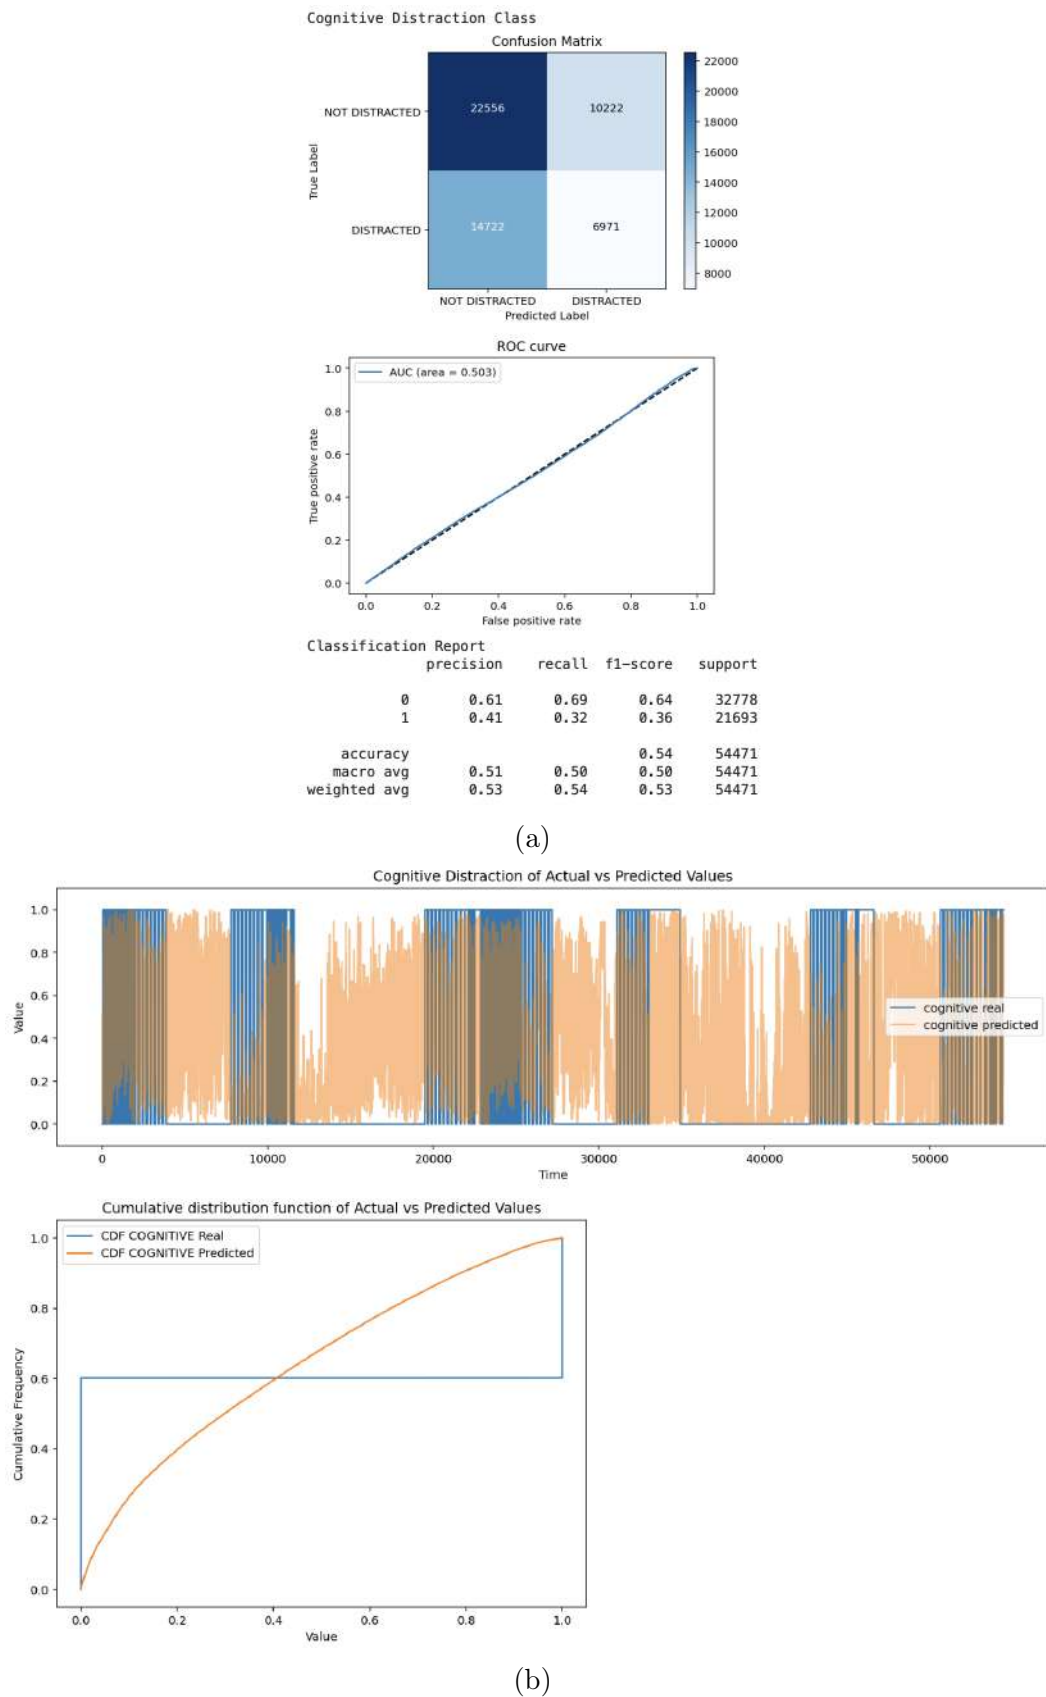 Cognitive Distraction Class
Confusion Matrix
NOT DISTRACTED
22556
10222
DISTRACTED
14722
6971
NOT DISTRACTED
DISTRACTED
Predicted Label
True Label
22000
20000
18000
16000
14000
12000
10000
8000
ROC curve
AUC (area = 0.503)
1.0
0.8
0.6
0.4
0.2
0.0
True positive rate
0.0 0.2 0.4 0.6 0.8 1.0
False positive rate
Classification Report
precision recall f1-score support
0 0.61 0.69 0.64 32778
1 0.41 0.32 0.36 21693
accuracy 0.54 54471
macro avg 0.51 0.50 0.50 54471
weighted avg 0.53 0.54 0.53 54471
(a)
Cognitive Distraction of Actual vs Predicted Values
1.0
0.8
0.6
0.4
0.2
0.0
Value
cognitive real
cognitive predicted
0 10000 20000 30000 40000 50000
Time
Cumulative distribution function of Actual vs Predicted Values
CDF COGNITIVE Real
CDF COGNITIVE Predicted
1.0
0.8
0.6
0.4
0.2
0.0
Cumulative Frequency
0.0 0.2 0.4 0.6 0.8 1.0
Value
(b)